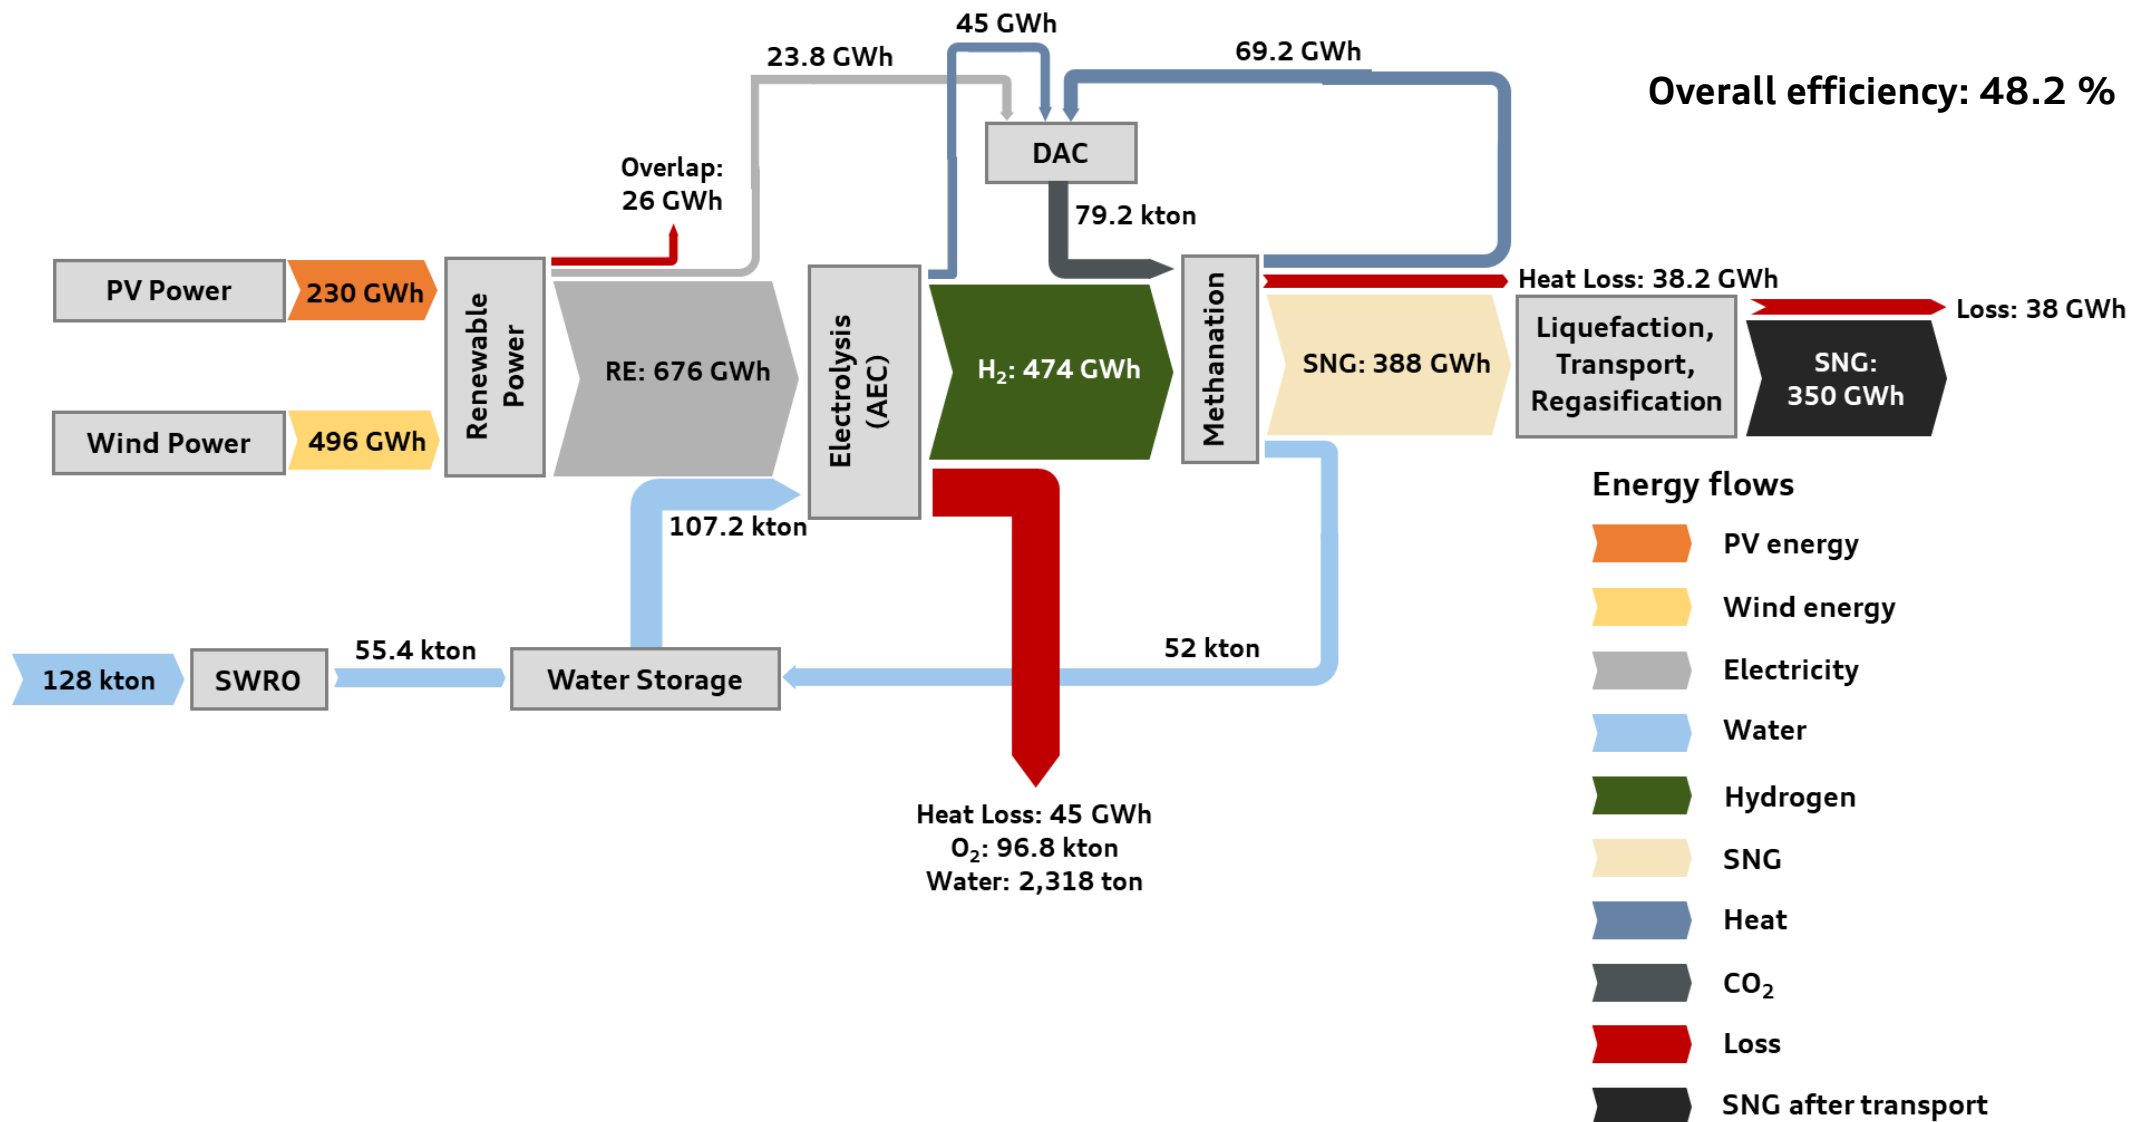 45 GWh
23.8 GWh
69.2 GWh
Overall efficiency: 48.2 %
DAC
Overlap:
26 GWh
79.2 kton
PV Power
230 GWh
Renewable
Power
RE: 676 GWh
Electrolysis
(AEC)
H₂: 474 GWh
Methanation
Heat Loss: 38.2 GWh
SNG: 388 GWh
Liquefaction,
Transport,
Regasification
Loss: 38 GWh
SNG:
350 GWh
Wind Power
496 GWh
107.2 kton
128 kton
SWRO
55.4 kton
Water Storage
52 kton
Heat Loss: 45 GWh
O₂: 96.8 kton
Water: 2,318 ton
Energy flows
PV energy
Wind energy
Electricity
Water
Hydrogen
SNG
Heat
CO₂
Loss
SNG after transport